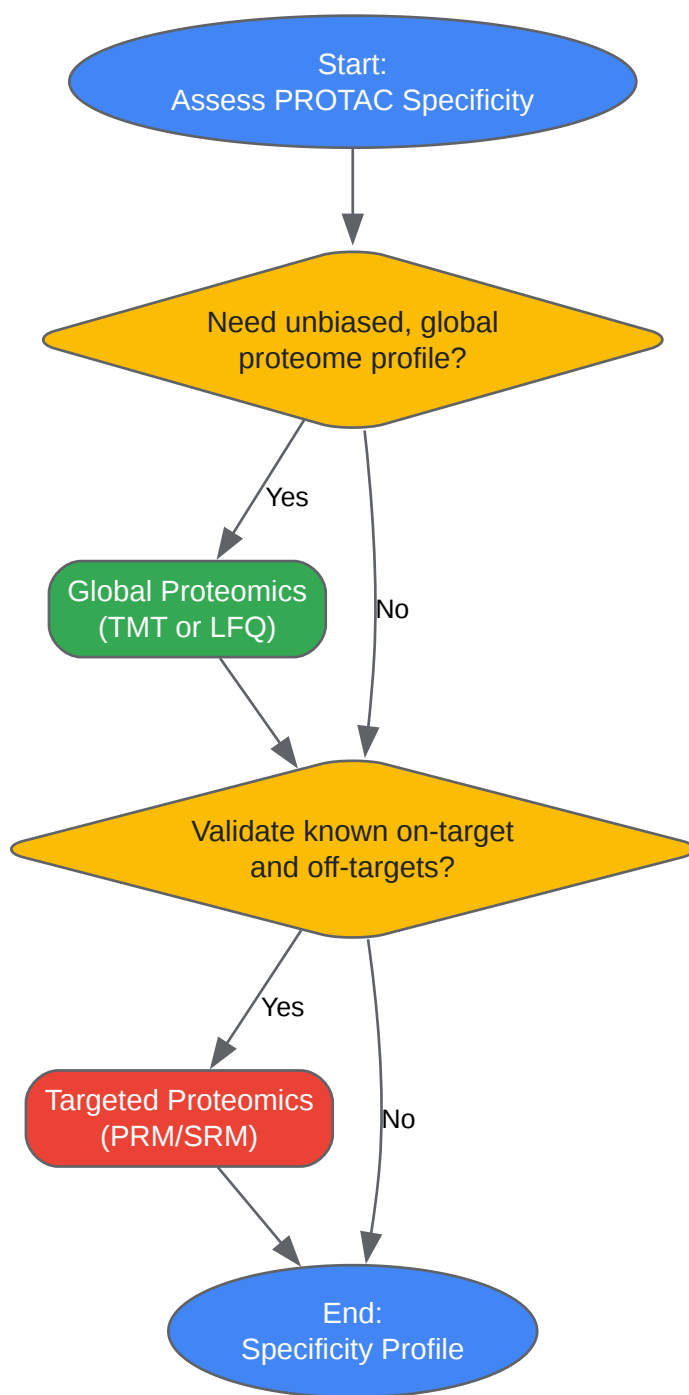 Start:
Assess PROTAC Specificity
Need unbiased, global
proteome profile?
Yes
Global Proteomics
(TMT or LFQ)
No
Validate known on-target
and off-targets?
Yes
Targeted Proteomics
(PRM/SRM)
No
End:
Specificity Profile